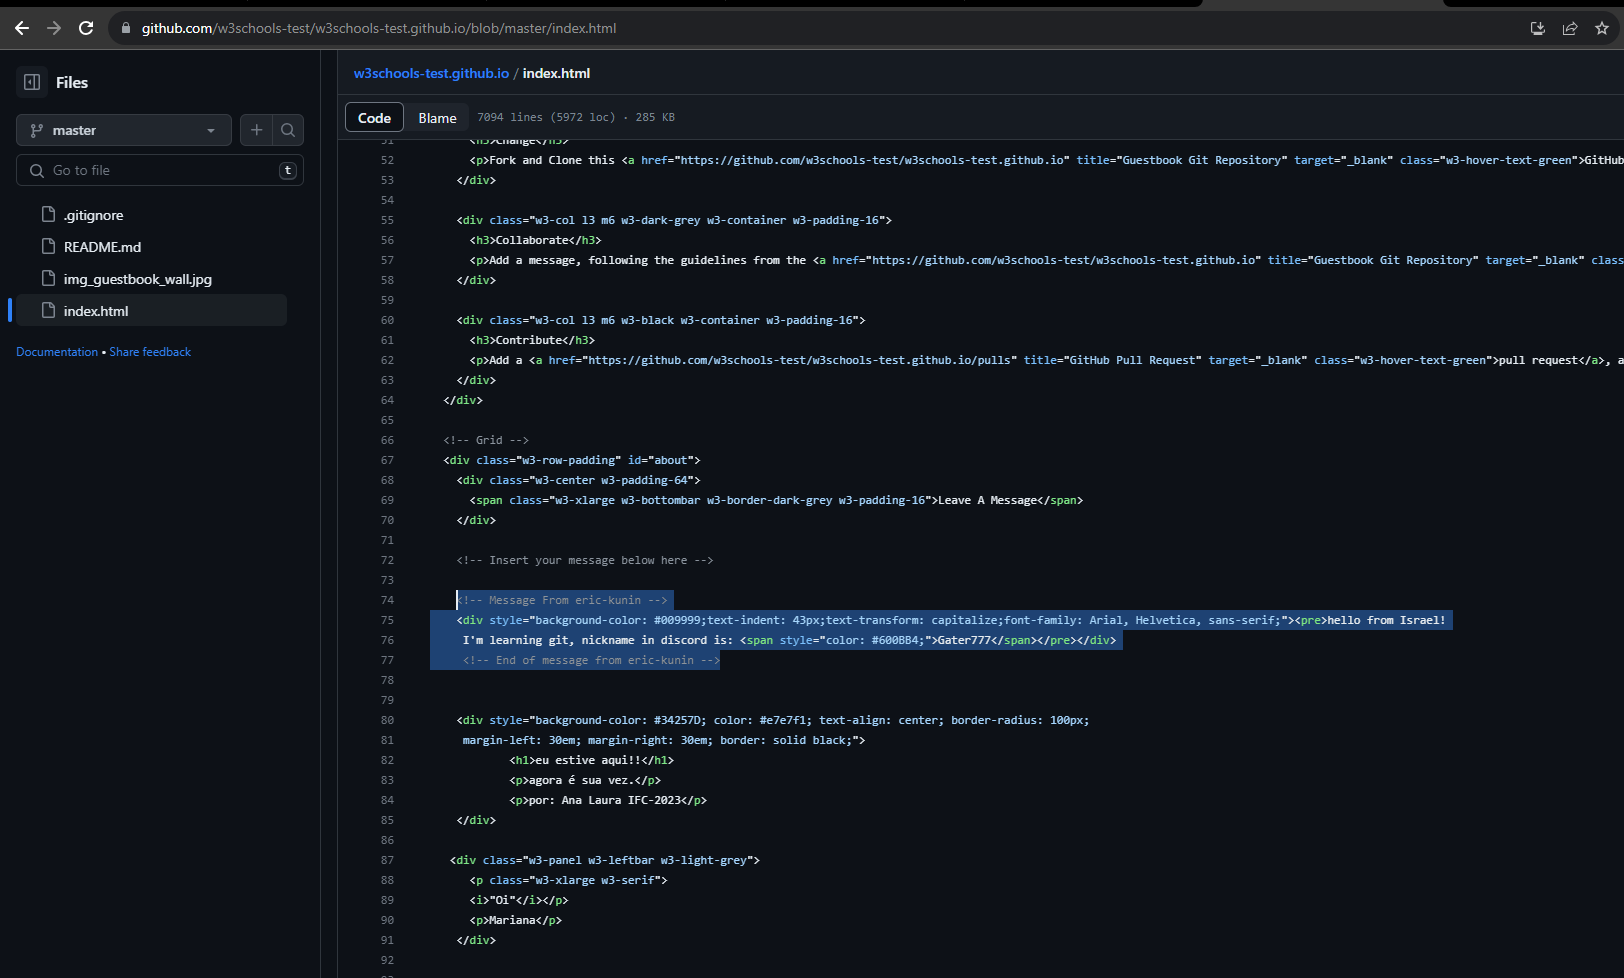 github.com/w3schools-test/w3schools-test.github.io/blob/master/index.html
Files
master
Go to file
t
.gitignore
README.md
img_guestbook_wall.jpg
index.html
Documentation • Share feedback
w3schools-test.github.io / index.html
Code Blame 7094 lines (5972 loc) · 285 KB
51 <h3>Change</h3>
52 <p>Fork and Clone this <a href="https://github.com/w3schools-test/w3schools-test.github.io" title="Guestbook Git Repository" target="_blank" class="w3-hover-text-green">GitHub
53 </div>
54
55 <div class="w3-col l3 m6 w3-dark-grey w3-container w3-padding-16">
56 <h3>Collaborate</h3>
57 <p>Add a message, following the guidelines from the <a href="https://github.com/w3schools-test/w3schools-test.github.io" title="Guestbook Git Repository" target="_blank" clas
58 </div>
59
60 <div class="w3-col l3 m6 w3-black w3-container w3-padding-16">
61 <h3>Contribute</h3>
62 <p>Add a <a href="https://github.com/w3schools-test/w3schools-test.github.io/pulls" title="GitHub Pull Request" target="_blank" class="w3-hover-text-green">pull request</a>, a
63 </div>
64 </div>
65
66 <!-- Grid -->
67 <div class="w3-row-padding" id="about">
68 <div class="w3-center w3-padding-64">
69 <span class="w3-xlarge w3-bottombar w3-border-dark-grey w3-padding-16">Leave A Message</span>
70 </div>
71
72 <!-- Insert your message below here -->
73
74 <!-- Message From eric-kunin -->
75 <div style="background-color: #009999;text-indent: 43px;text-transform: capitalize;font-family: Arial, Helvetica, sans-serif;"><pre>hello from Israel!
76 I'm learning git, nickname in discord is: <span style="color: #600BB4;">Gater777</span></pre></div>
77 <!-- End of message from eric-kunin -->
78
79
80 <div style="background-color: #34257D; color: #e7e7f1; text-align: center; border-radius: 100px;
81 margin-left: 30em; margin-right: 30em; border: solid black;">
82 <h1>eu estive aqui!!</h1>
83 <p>agora é sua vez.</p>
84 <p>por: Ana Laura IFC-2023</p>
85 </div>
86
87 <div class="w3-panel w3-leftbar w3-light-grey">
88 <p class="w3-xlarge w3-serif">
89 <i>"Oi"</i></p>
90 <p>Mariana</p>
91 </div>
92